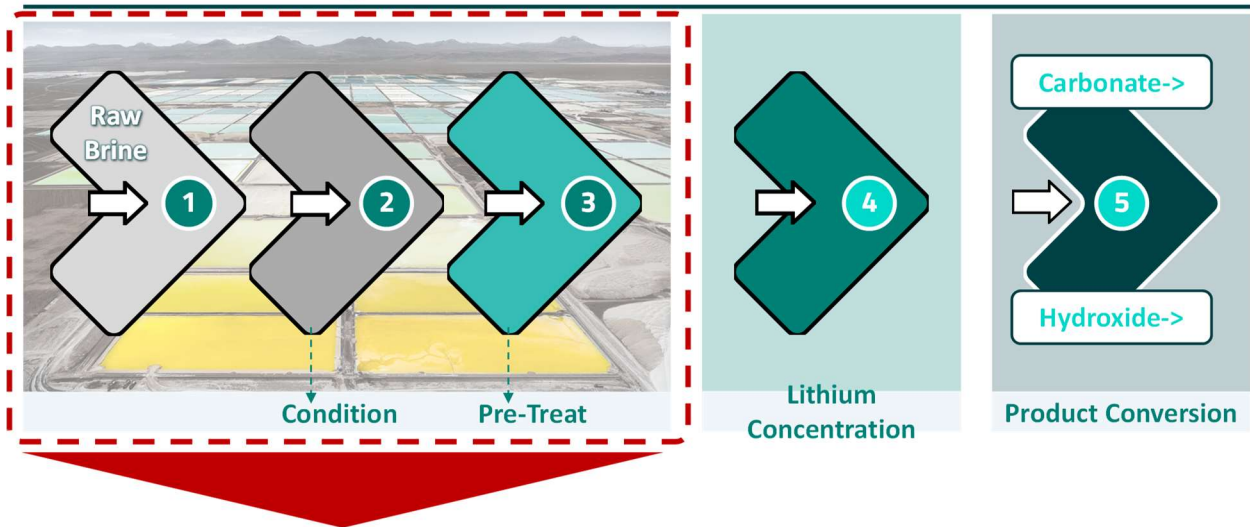 Raw
Brine
1
2
3
4
5
Carbonate->
Hydroxide->
Condition
Pre-Treat
Lithium
Concentration
Product Conversion